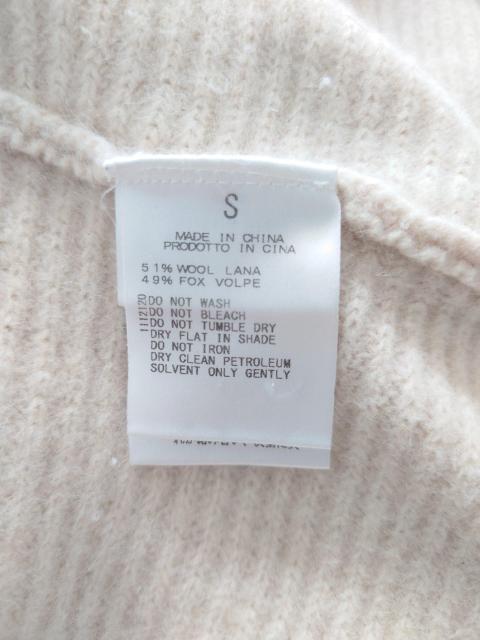 S
MADE IN CHINA
PRODOTTO IN CINA
51% WOOL LANA
49% FOX VOLPE
DO NOT WASH
DO NOT BLEACH
DO NOT TUMBLE DRY
DRY FLAT IN SHADE
DO NOT IRON
DRY CLEAN PETROLEUM
SOLVENT ONLY GENTLY